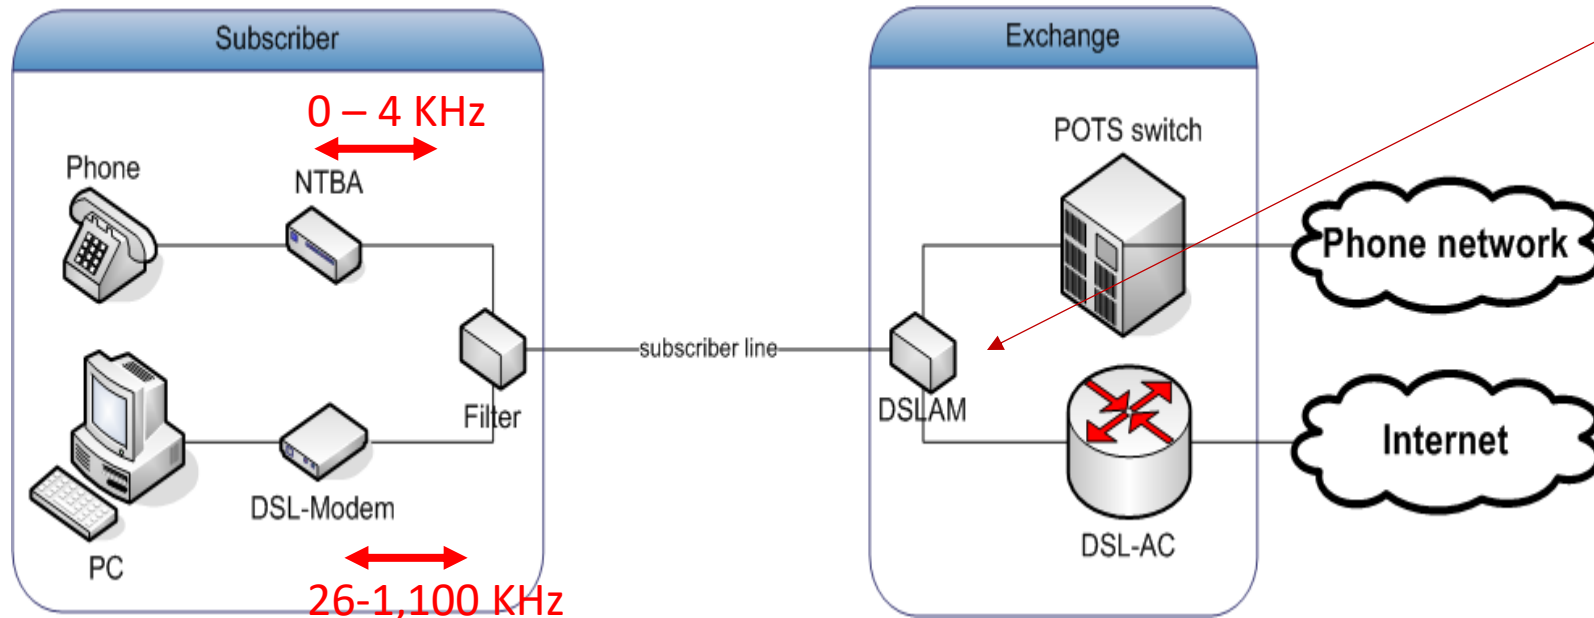 Subscriber
Exchange
0 – 4 KHz
POTS switch
Phone
NTBA
Phone network
subscriber line
Filter
DSLAM
Internet
DSL-Modem
DSL-AC
PC
26-1,100 KHz